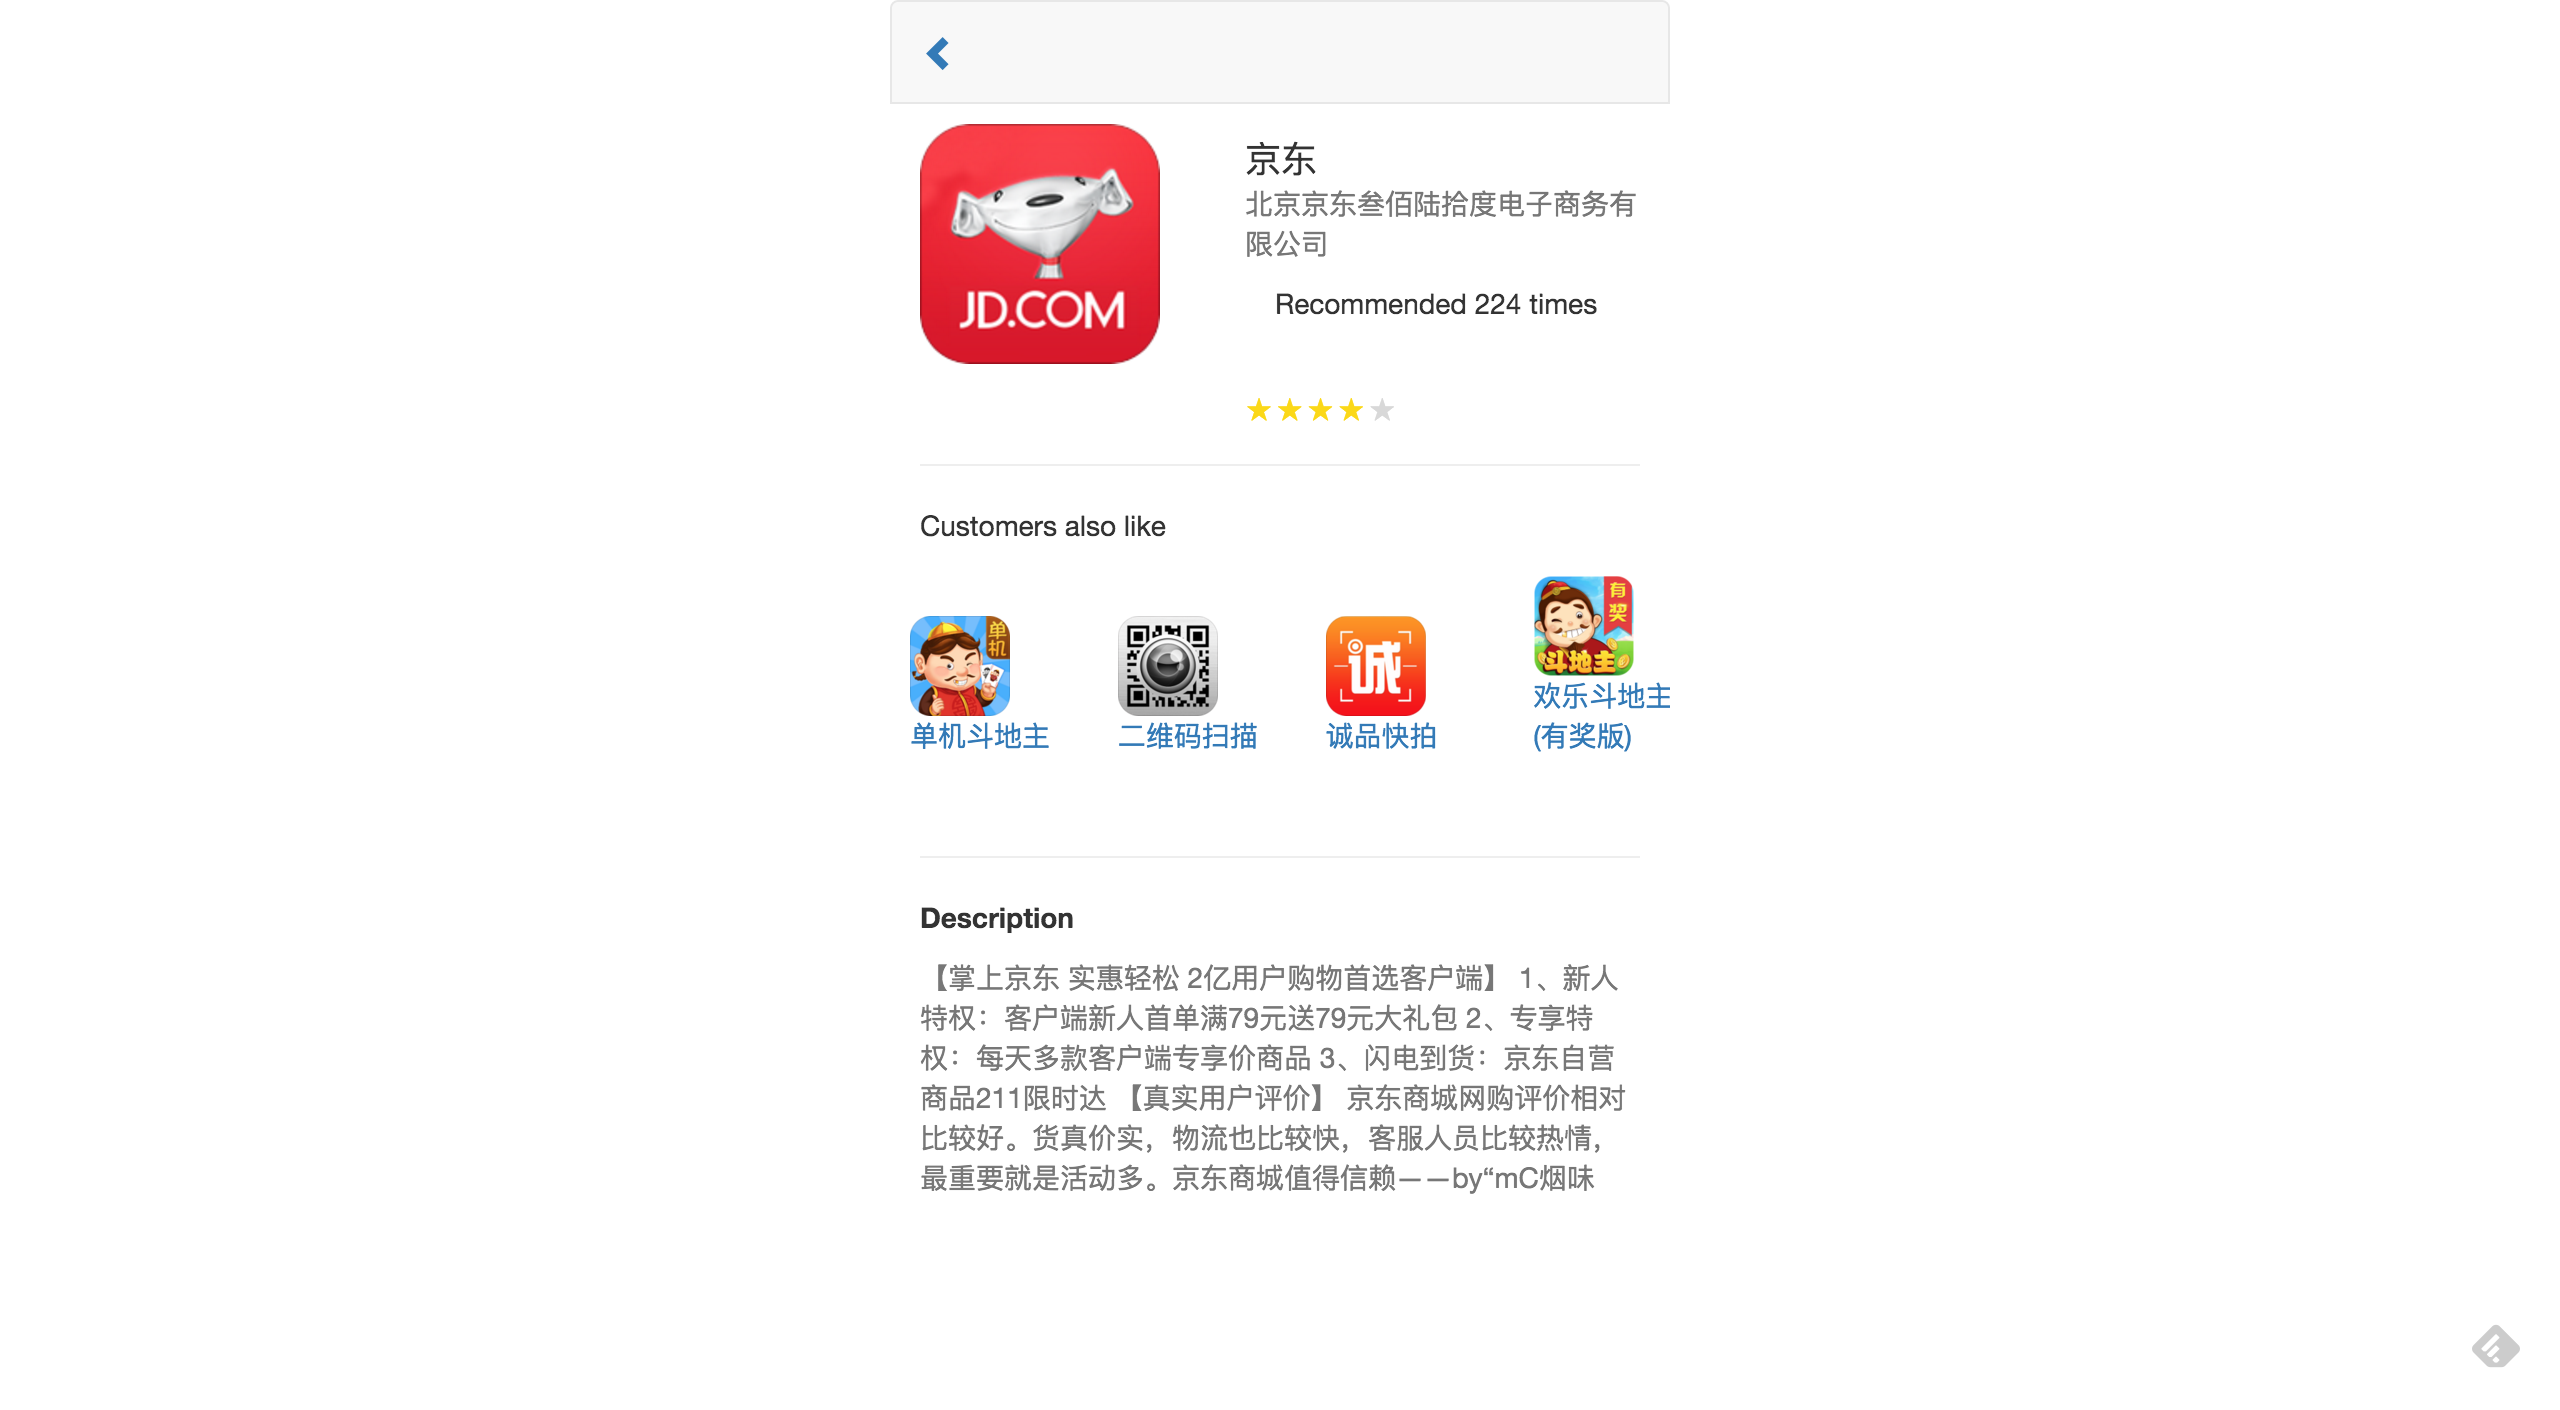 京东
北京京东叁佰陆拾度电子商务有
限公司
JD.COM
Recommended 224 times
Customers also like
单机
诚
有奖
斗地主
单机斗地主
二维码扫描
诚品快拍
欢乐斗地主
(有奖版)
Description
【掌上京东 实惠轻松 2亿用户购物首选客户端】 1、新人
特权：客户端新人首单满79元送79元大礼包 2、专享特
权：每天多款客户端专享价商品 3、闪电到货：京东自营
商品211限时达 【真实用户评价】 京东商城网购评价相对
比较好。货真价实，物流也比较快，客服人员比较热情，
最重要就是活动多。京东商城值得信赖——by“mC烟味